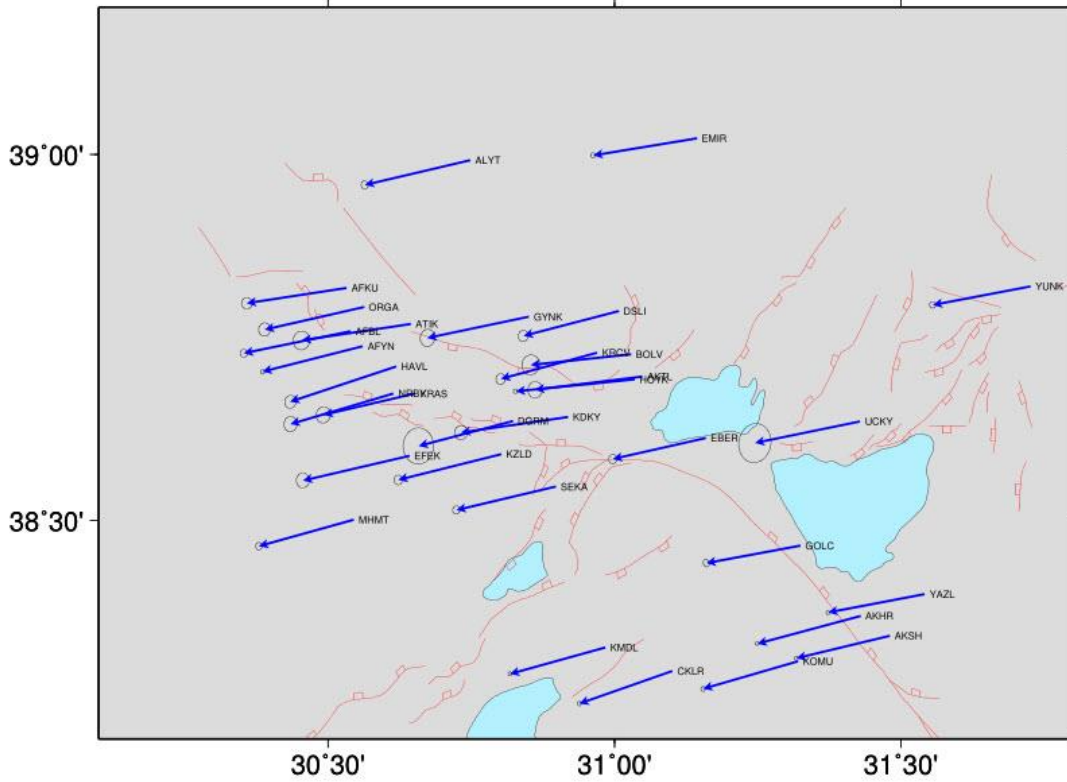 39°00'
38°30'
30°30'
31°00'
31°30'
EMIR
ALYT
YUNK
AFKU
ORGA
DSLI
GYNK
ATIK
AFBL
AFYN
KRCV
BOLV
HAVL
AKTL
HOYK
KRAS
DGRM
KDKY
UCKY
EBER
EFEK
KZLD
SEKA
MHMT
GOLC
YAZL
AKHR
AKSH
KMDL
KOMU
CKLR